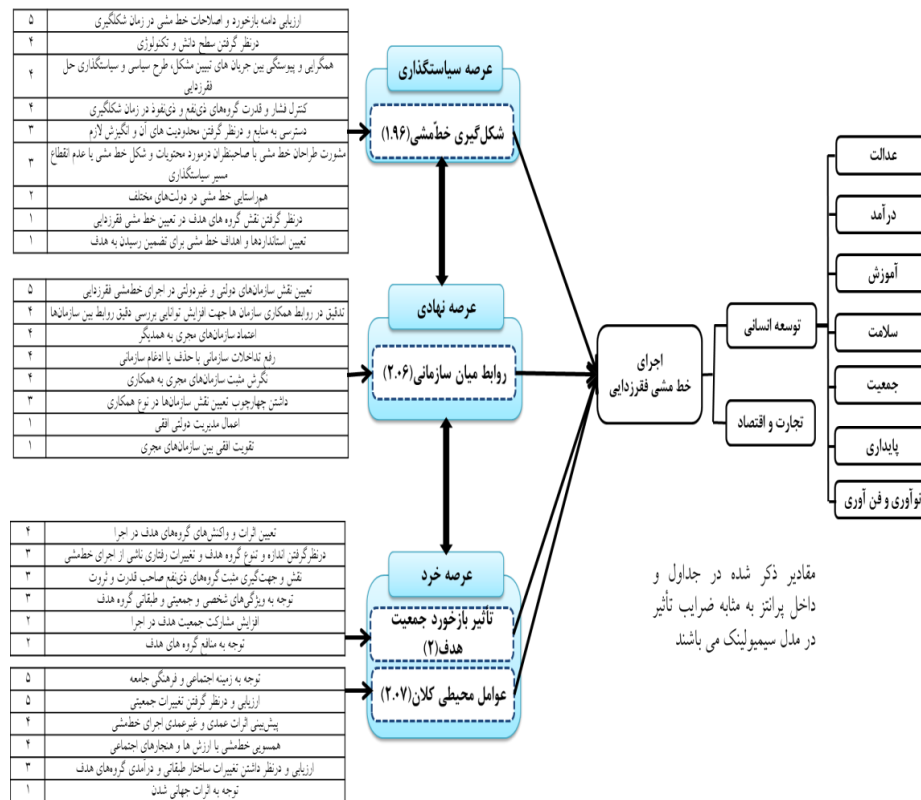 ارزیابی دامنه بازخورد و اصلاحات خط مشی در زمان شکلگیری ۵
درنظر گرفتن سطح دانش و تکنولوژی ۴
همگرایی و پیوستگی بین جریان های تبیین مشکل، طرح سیاسی و سیاستگذاری حل
فقرزدایی ۴
کنترل فشار و قدرت گروه‌های ذی‌نفع و ذی‌نفوذ در زمان شکلگیری ۴
دسترسی به منابع و درنظر گرفتن محدودیت های آن و انگیزش لازم ۳
مشورت طراحان خط مشی با صاحبنظران درمورد محتویات و شکل خط مشی یا عدم انقطاع
مسیر سیاستگذاری ۳
هم‌راستایی خط مشی در دولت‌های مختلف ۲
درنظر گرفتن نقش گروه های هدف در تعیین خط مشی فقرزدایی ۱
تعیین استانداردها و اهداف خط مشی برای تضمین رسیدن به هدف ۱
عرصه سیاستگذاری
شکل‌گیری خط‌ّمشی(۱.۹۶)
تعیین نقش سازمان‌های دولتی و غیردولتی در اجرای خط‌مشی فقرزدایی ۵
تدقیق در روابط همکاری سازمان ها جهت افزایش توانایی بررسی دقیق روابط بین سازمان‌ها ۴
اعتماد سازمان‌های مجری به همدیگر ۴
رفع تداخلات سازمانی با حذف یا ادغام سازمانی ۴
نگرش مثبت سازمان‌های مجری به همکاری ۴
داشتن چهارچوب تعیین نقش سازمان‌ها در نوع همکاری ۳
اعمال مدیریت دولتی افقی ۱
تقویت افقی بین سازمان‌های مجری ۱
عرصه نهادی
روابط میان سازمانی(۲.۰۶)
تعیین اثرات و واکنش‌های گروه‌های هدف در اجرا ۴
درنظرگرفتن اندازه و تنوع گروه هدف و تغییرات رفتاری ناشی از اجرای خط‌مشی ۳
نقش و جهت‌گیری مثبت گروه‌های ذی‌نفع صاحب قدرت و ثروت ۳
توجه به ویژگی‌های شخصی و جمعیتی و طبقاتی گروه هدف ۳
افزایش مشارکت جمعیت هدف در اجرا ۲
توجه به منافع گروه های هدف ۲
عرصه خرد
تأثیر بازخورد جمعیت
هدف(۲)
توجه به زمینه اجتماعی و فرهنگی جامعه ۵
ارزیابی و درنظر گرفتن تغییرات جمعیتی ۵
پیش‌بینی اثرات عمدی و غیرعمدی اجرای خط‌مشی ۴
همسویی خط‌مشی با ارزش ها و هنجارهای اجتماعی ۴
ارزیابی و درنظر داشتن تغییرات ساختار طبقاتی و درآمدی گروه‌های هدف ۳
توجه به اثرات جهانی شدن ۱
عوامل محیطی کلان(۲.۰۷)
اجرای
خط مشی فقرزدایی
توسعه انسانی
تجارت و اقتصاد
عدالت
درآمد
آموزش
سلامت
جمعیت
پایداری
نوآوری و فن آوری
مقادیر ذکر شده در جداول و
داخل پرانتز به مثابه ضرایب تأثیر
در مدل سیمیولینک می باشند